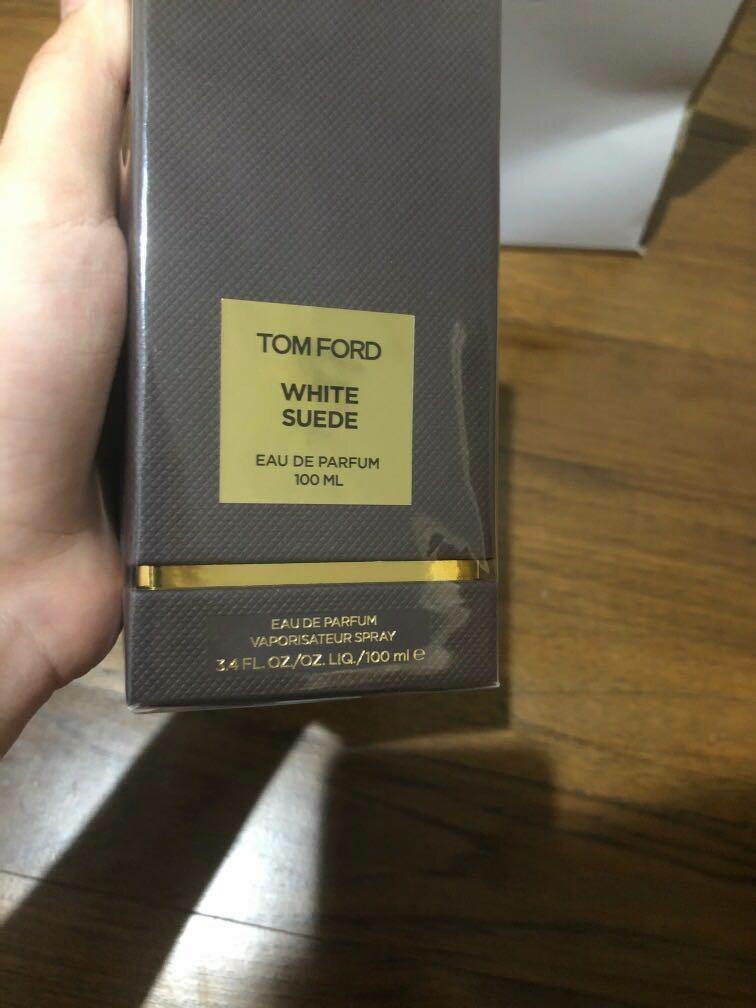 TOM FORD
WHITE
SUEDE
EAU DE PARFUM
100 ML
EAU DE PARFUM
VAPORISATEUR SPRAY
3.4 FL. OZ./OZ. LIQ./100 ml ℮